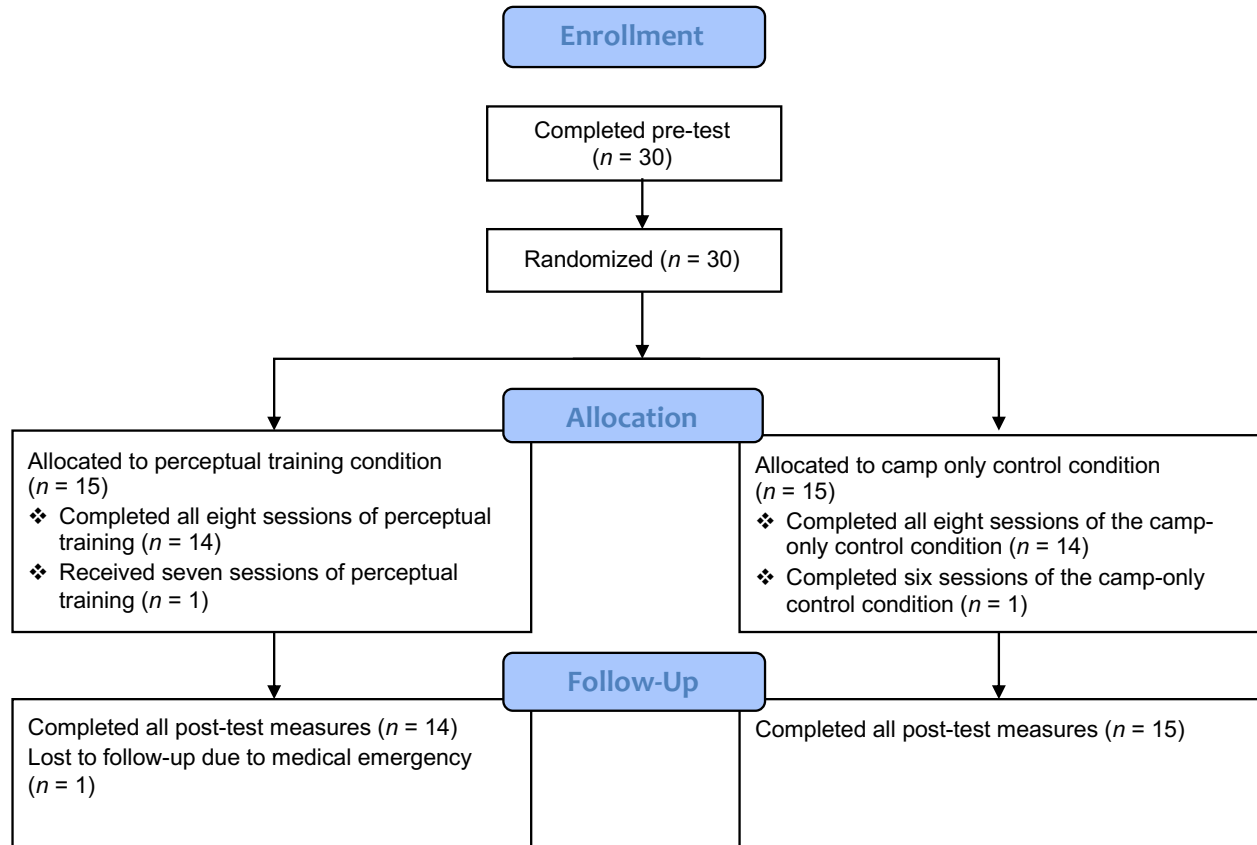 Enrollment
Completed pre-test
(n = 30)
Randomized (n = 30)
Allocation
Allocated to perceptual training condition
(n = 15)
❖ Completed all eight sessions of perceptual
training (n = 14)
❖ Received seven sessions of perceptual
training (n = 1)
Allocated to camp only control condition
(n = 15)
❖ Completed all eight sessions of the camp-
only control condition (n = 14)
❖ Completed six sessions of the camp-only
control condition (n = 1)
Follow-Up
Completed all post-test measures (n = 14)
Lost to follow-up due to medical emergency
(n = 1)
Completed all post-test measures (n = 15)